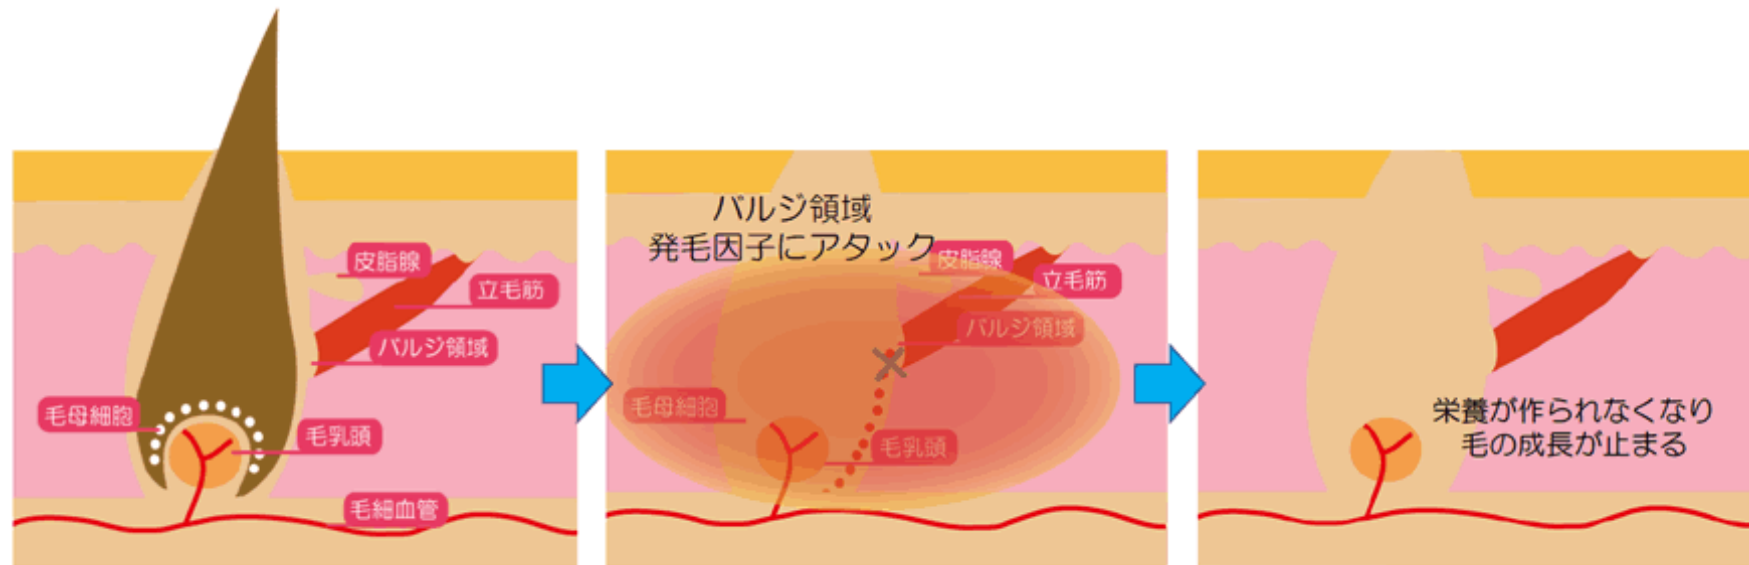 皮脂腺
立毛筋
バルジ領域
毛母細胞
毛乳頭
毛細血管
バルジ領域
発毛因子にアタック
皮脂腺
立毛筋
バルジ領域
毛母細胞
毛乳頭
栄養が作られなくなり
毛の成長が止まる